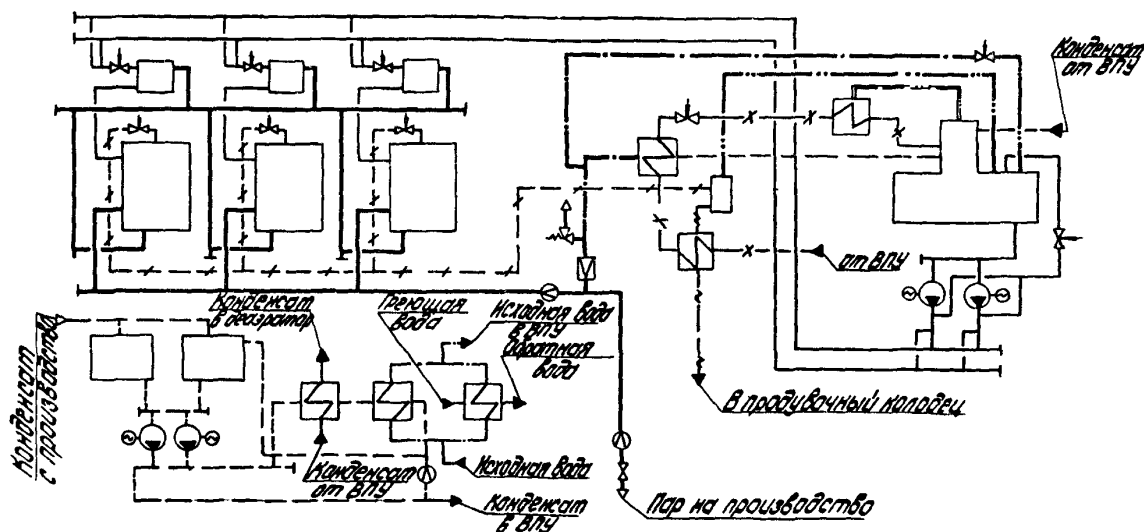 Конденсат
от ВПУ
от ВПУ
Конденсат
в деаэратор
Греющая
вода
Исходная вода
в ВПУ
Обратная
вода
Конденсат
с производства
В продувочный колодец
Конденсат
от ВПУ
Исходная вода
Конденсат
в ВПУ
Пар на производство